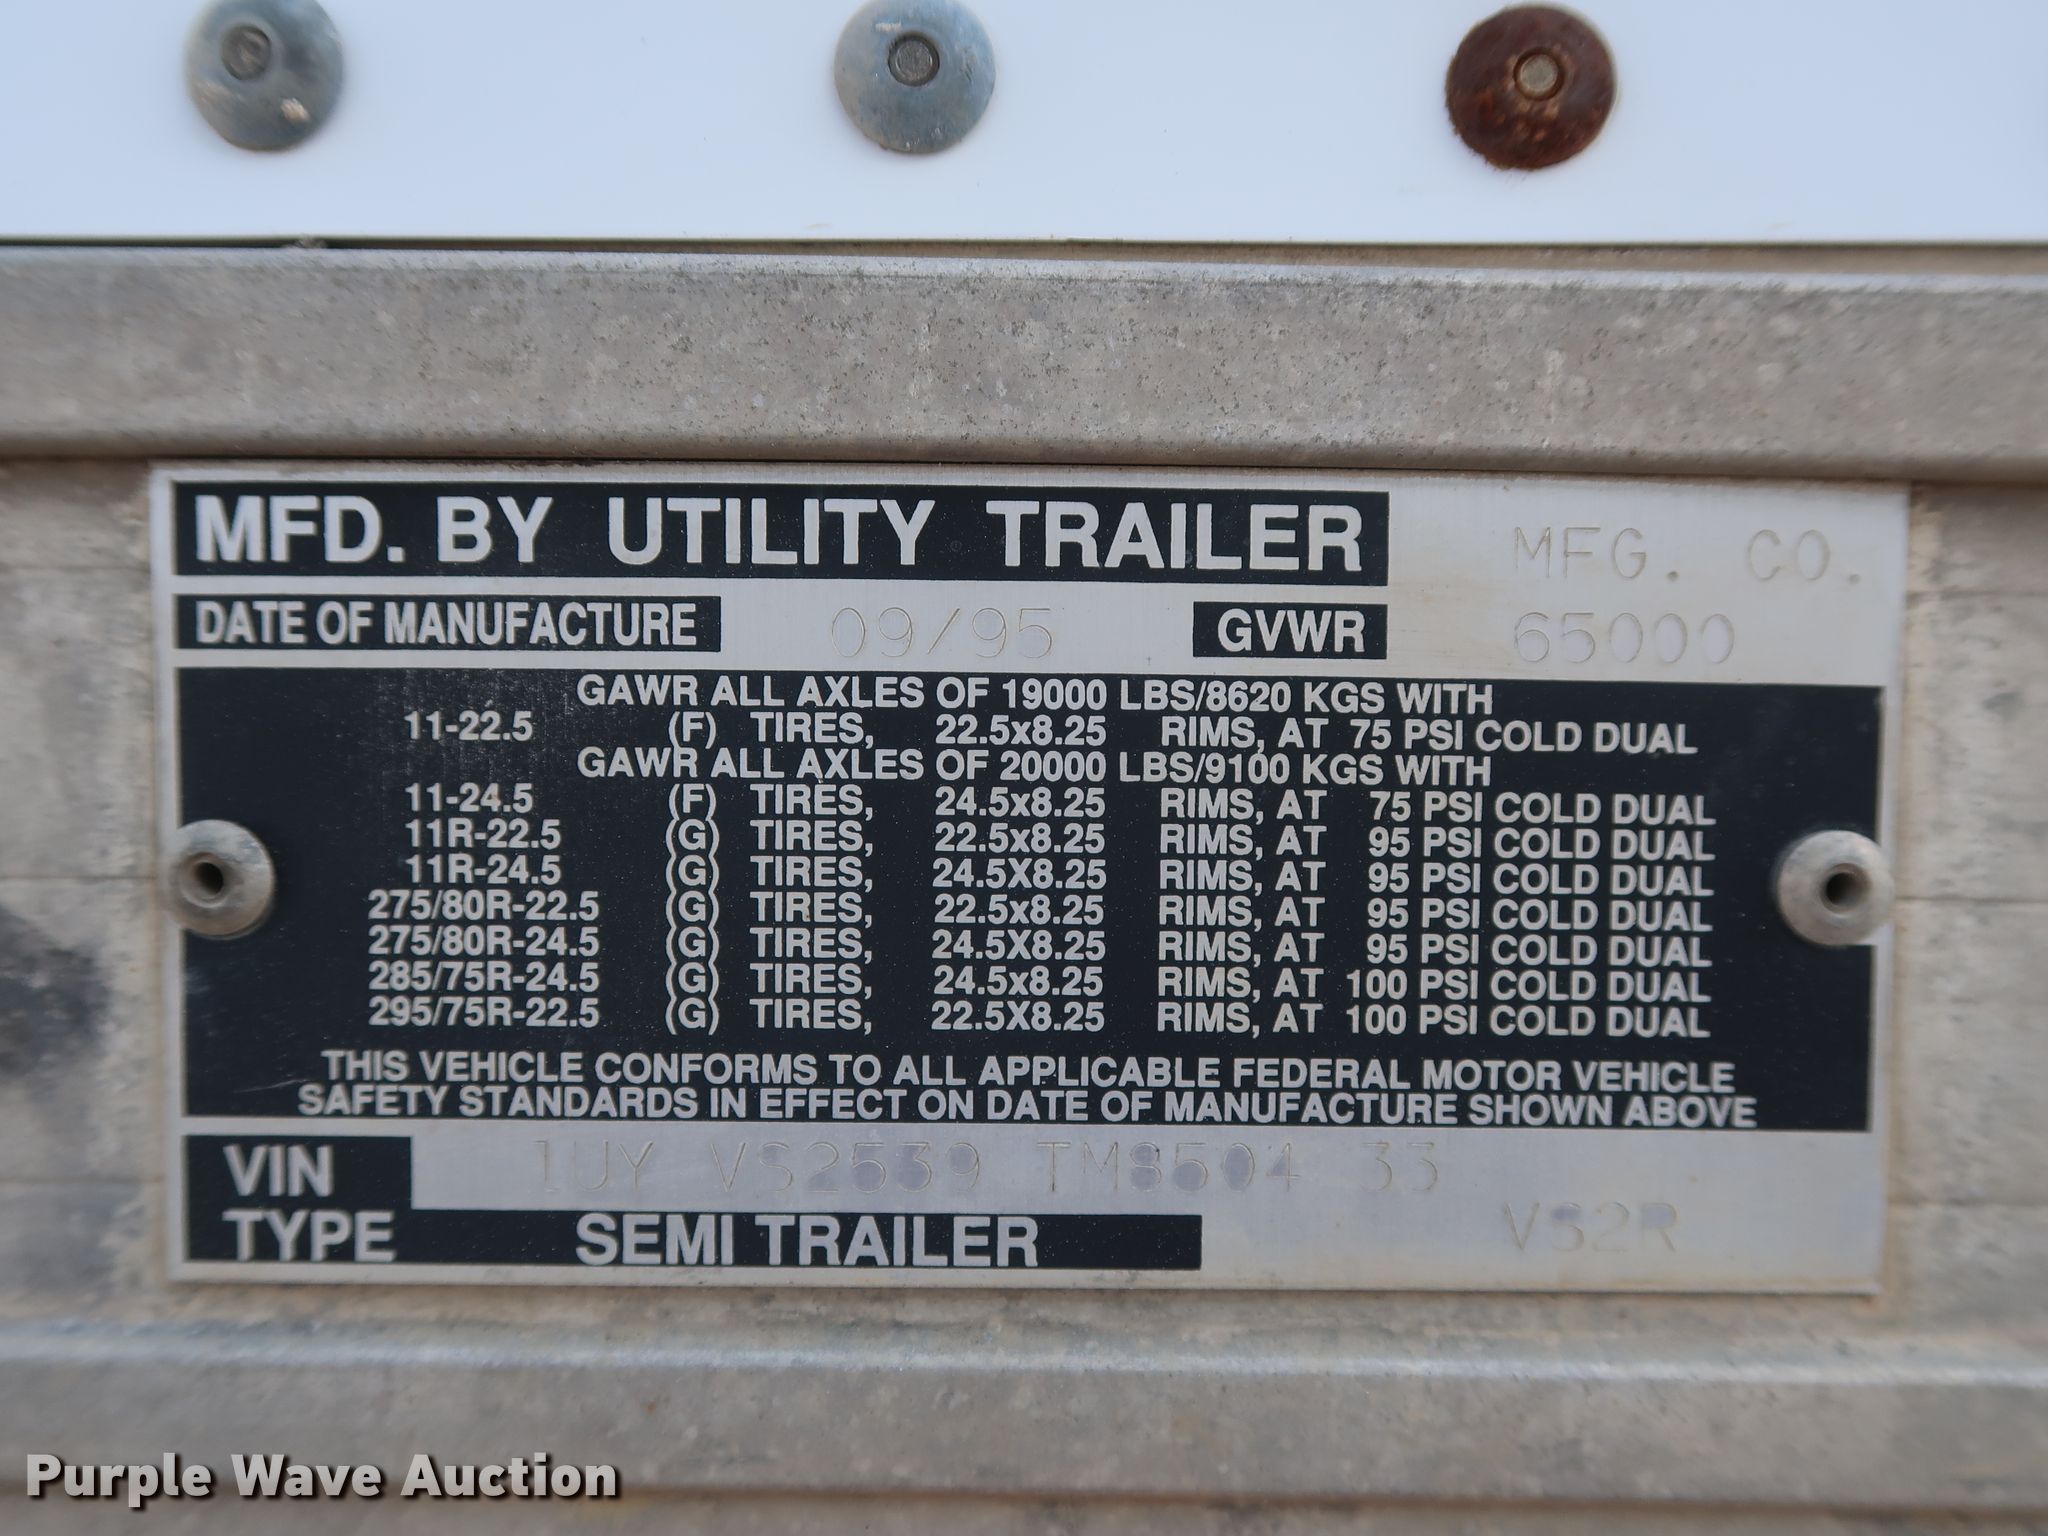 MFD. BY UTILITY TRAILER MFG. CO.
DATE OF MANUFACTURE 09/95 GVWR 65000
GAWR ALL AXLES OF 19000 LBS/8620 KGS WITH
11-22.5 (F) TIRES, 22.5x8.25 RIMS, AT 75 PSI COLD DUAL
GAWR ALL AXLES OF 20000 LBS/9100 KGS WITH
11-24.5 (F) TIRES, 24.5x8.25 RIMS, AT 75 PSI COLD DUAL
11R-22.5 (G) TIRES, 22.5x8.25 RIMS, AT 95 PSI COLD DUAL
11R-24.5 (G) TIRES, 24.5X8.25 RIMS, AT 95 PSI COLD DUAL
275/80R-22.5 (G) TIRES, 22.5x8.25 RIMS, AT 95 PSI COLD DUAL
275/80R-24.5 (G) TIRES, 24.5X8.25 RIMS, AT 95 PSI COLD DUAL
285/75R-24.5 (G) TIRES, 24.5x8.25 RIMS, AT 100 PSI COLD DUAL
295/75R-22.5 (G) TIRES, 22.5X8.25 RIMS, AT 100 PSI COLD DUAL
THIS VEHICLE CONFORMS TO ALL APPLICABLE FEDERAL MOTOR VEHICLE
SAFETY STANDARDS IN EFFECT ON DATE OF MANUFACTURE SHOWN ABOVE
VIN 1UY VS2539 TM8504 33
TYPE SEMI TRAILER VS2R
Purple Wave Auction